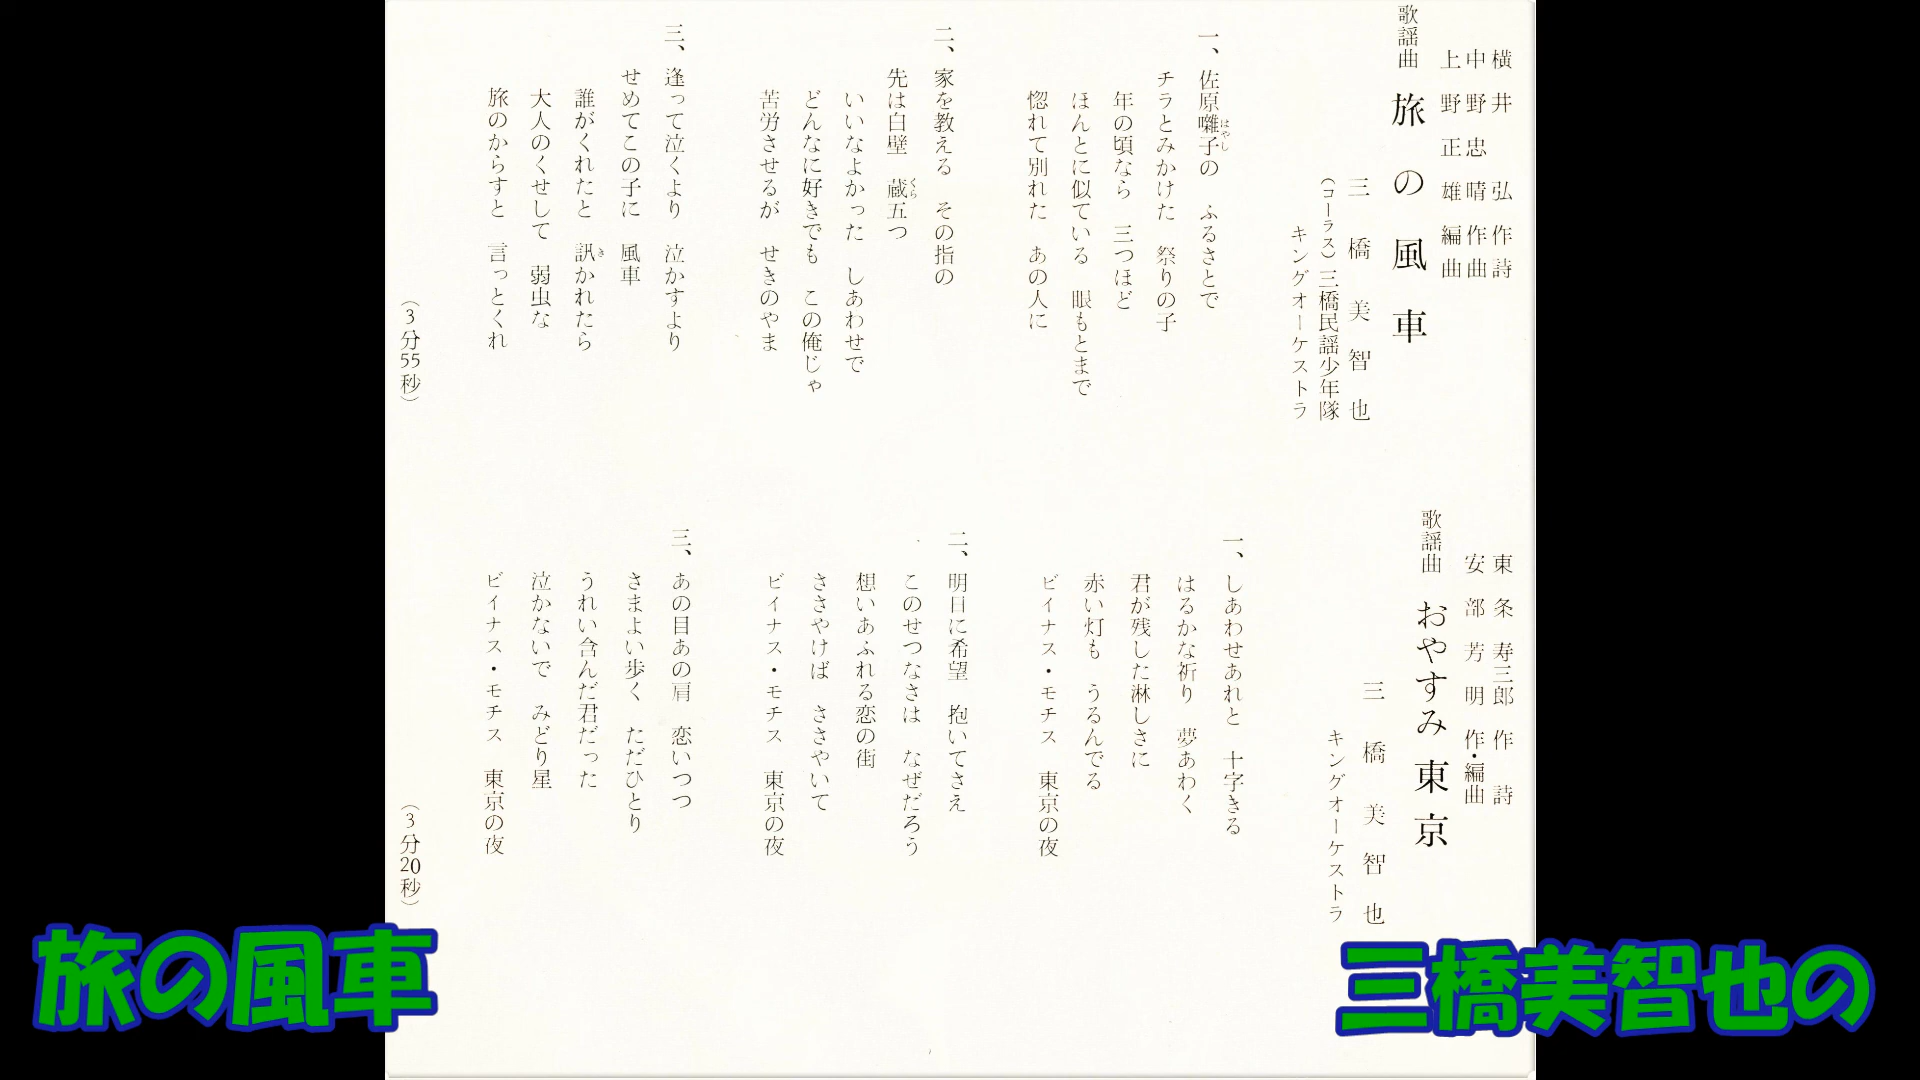 横井 弘 作詩
中野忠晴 作曲
上野正雄 編曲
歌謡曲 旅の風車
三橋美智也
(コーラス)三橋民謡少年隊
キングオーケストラ
一、佐原囃子の ふるさとで
はやし
チラとみかけた 祭りの子
年の頃なら 三つほど
ほんとに似ている 眼もとまで
惚れて別れた あの人に
二、家を教える その指の
先は白壁 蔵五つ
くら
いいなよかった しあわせで
どんなに好きでも この俺じゃ
苦労させるが せきのやま
三、逢って泣くより 泣かすより
せめてこの子に 風車
誰がくれたと 訊かれたら
き
大人のくせして 弱虫な
旅のからすと 言っとくれ
(3分55秒)
東条寿三郎 作詩
安部芳明 作・編曲
歌謡曲 おやすみ東京
三橋美智也
キングオーケストラ
一、しあわせあれと 十字きる
はるかな祈り 夢あわく
君が残した淋しさに
赤い灯も うるんでる
ビイナス・モチス 東京の夜
二、明日に希望 抱いてさえ
このせつなさは なぜだろう
想いあふれる恋の街
ささやけば ささやいて
ビイナス・モチス 東京の夜
三、あの目あの肩 恋いつつ
さまよい歩く ただひとり
うれい含んだ君だった
泣かないで みどり星
ビイナス・モチス 東京の夜
(3分20秒)
三橋美智也の
旅の風車